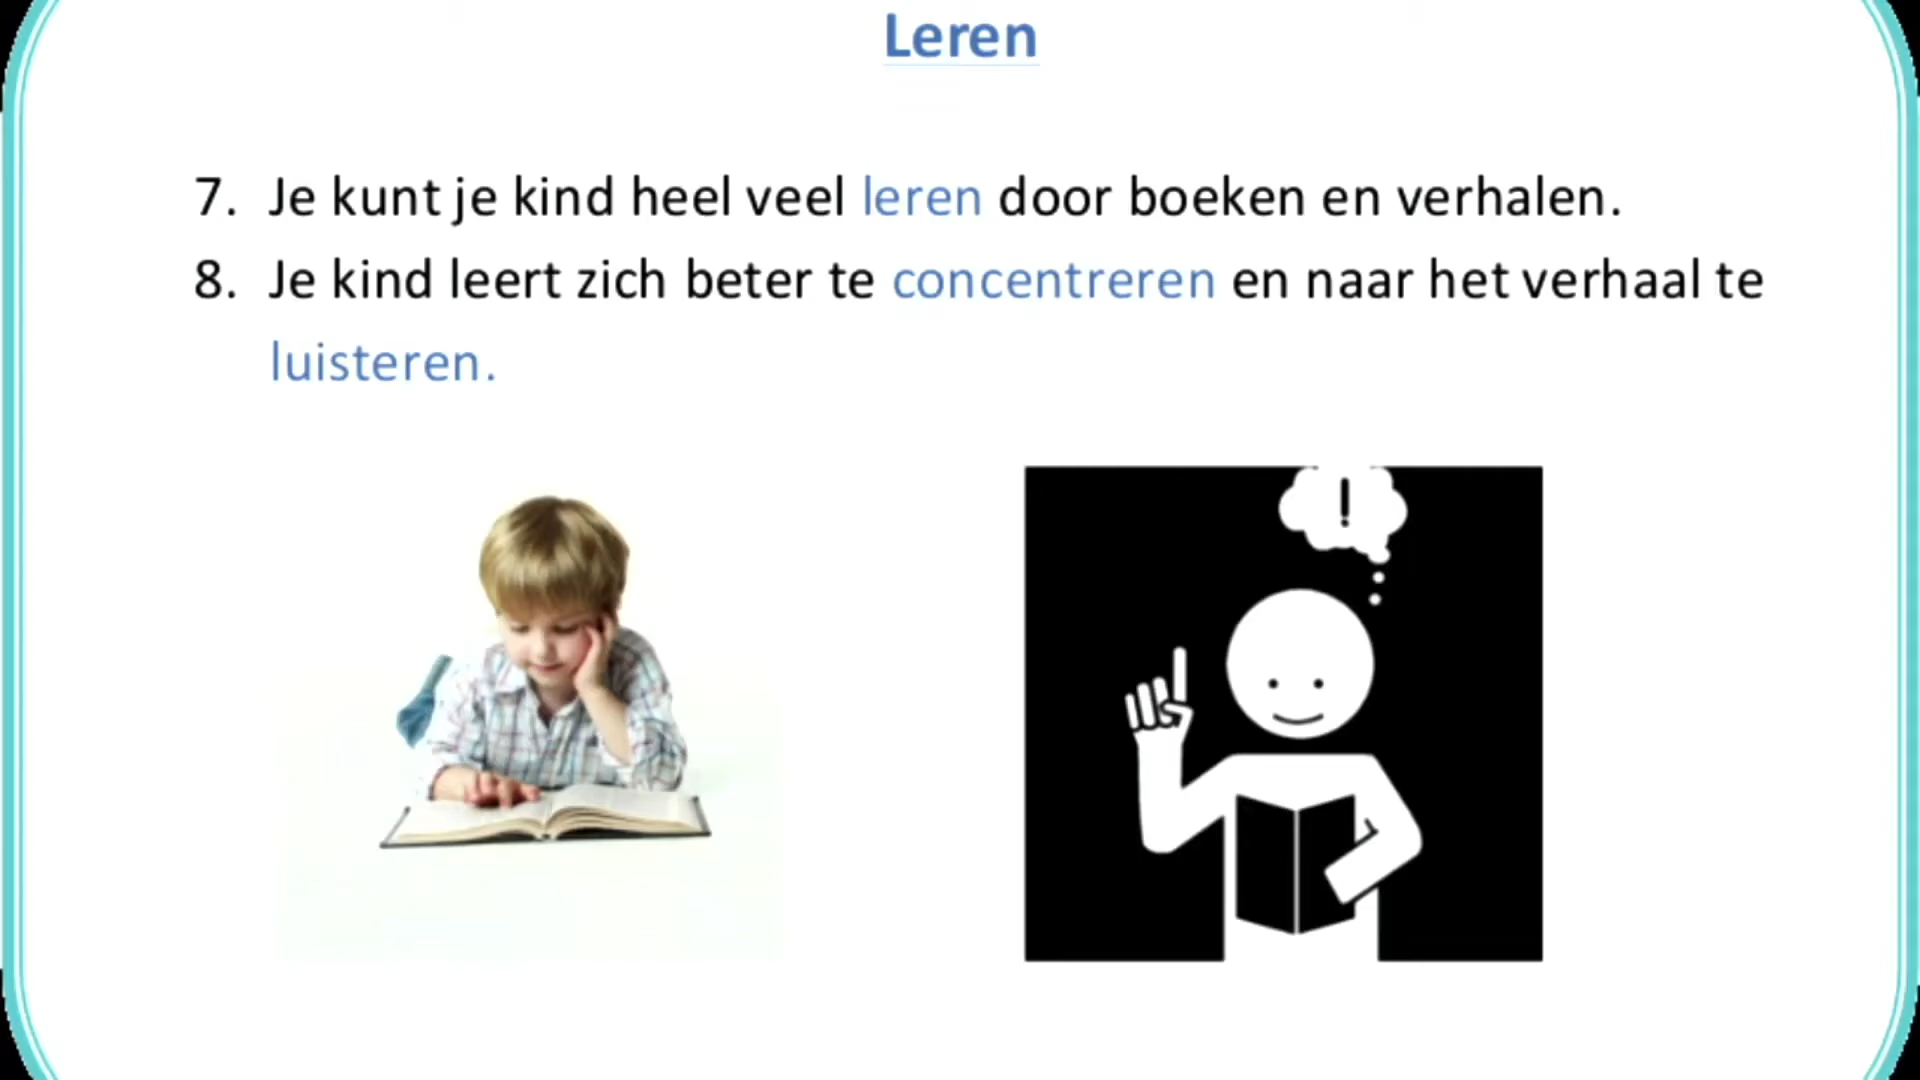 Leren
7. Je kunt je kind heel veel leren door boeken en verhalen.
8. Je kind leert zich beter te concentreren en naar het verhaal te
luisteren.
!